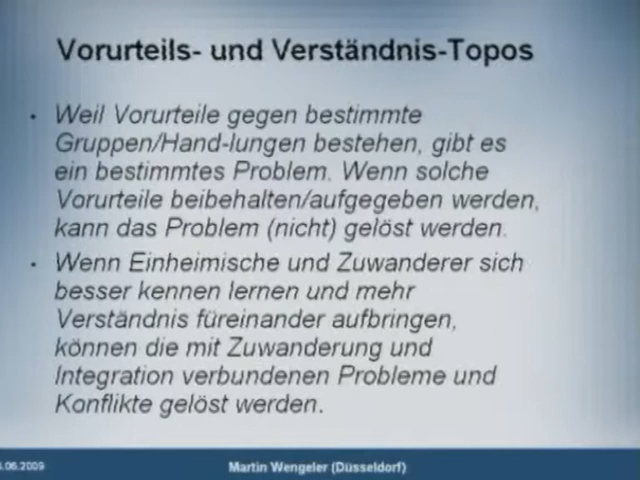 Vorurteils- und Verständnis-Topos
• Weil Vorurteile gegen bestimmte
Gruppen/Hand-lungen bestehen, gibt es
ein bestimmtes Problem. Wenn solche
Vorurteile beibehalten/aufgegeben werden,
kann das Problem (nicht) gelöst werden.
• Wenn Einheimische und Zuwanderer sich
besser kennen lernen und mehr
Verständnis füreinander aufbringen,
können die mit Zuwanderung und
Integration verbundenen Probleme und
Konflikte gelöst werden.
.06.2009
Martin Wengeler (Düsseldorf)